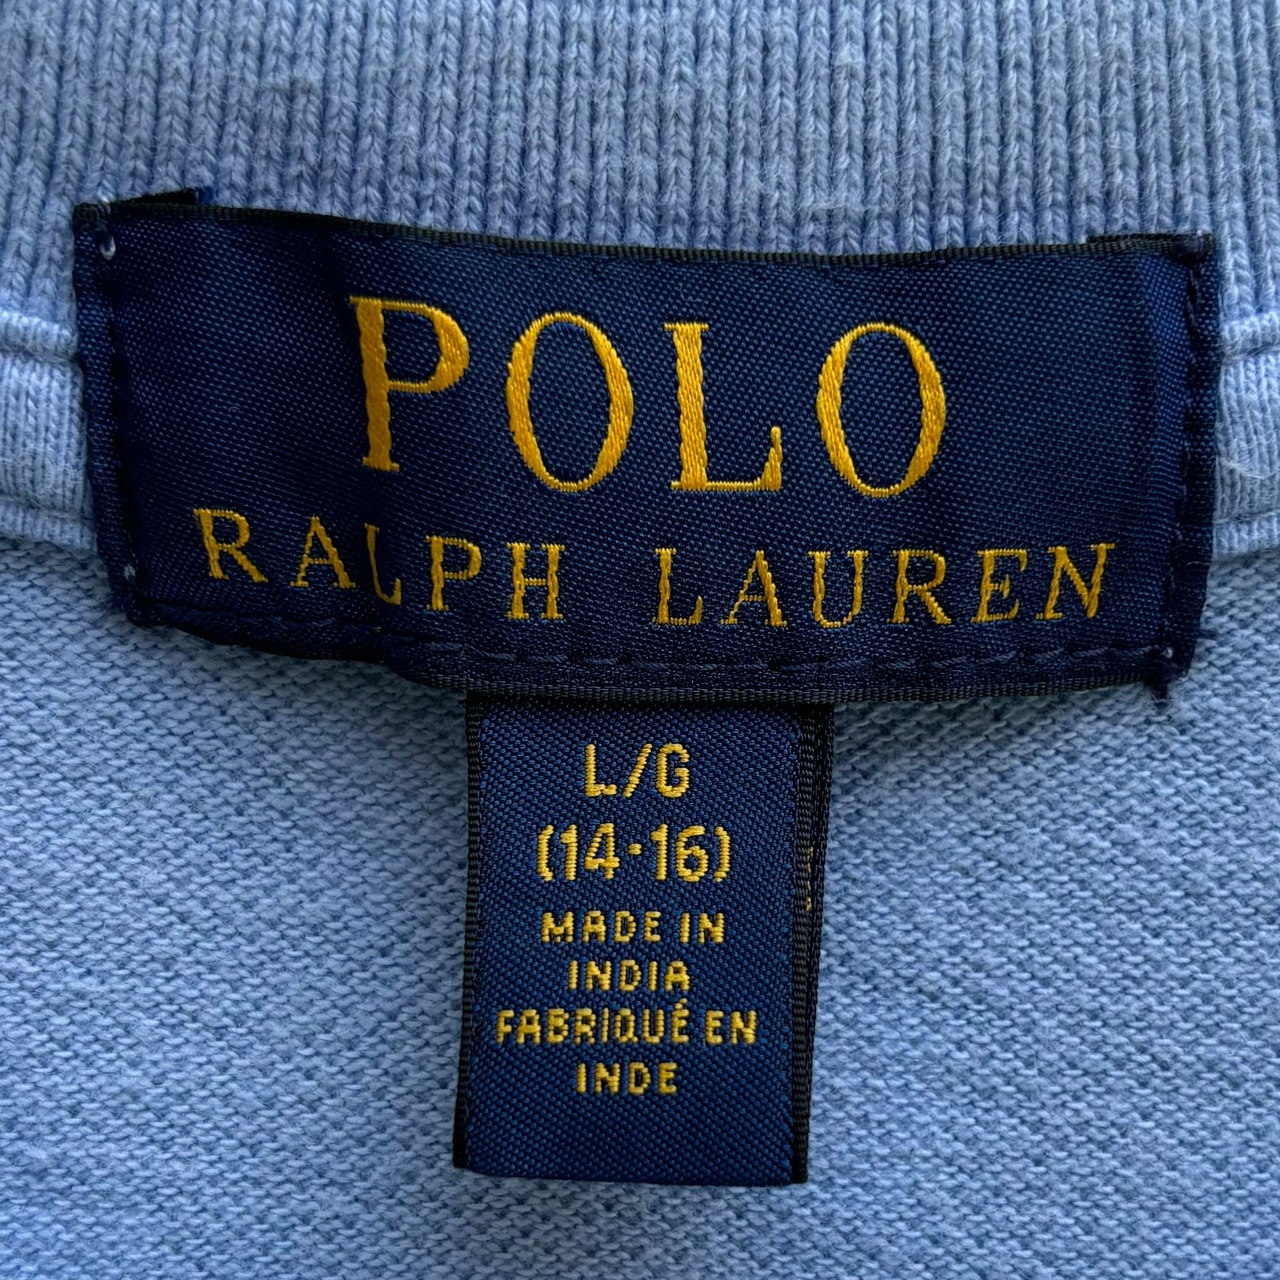 POLO
RALPH LAUREN
L/G
(14·16)
MADE IN
INDIA
FABRIQUÉ EN
INDE